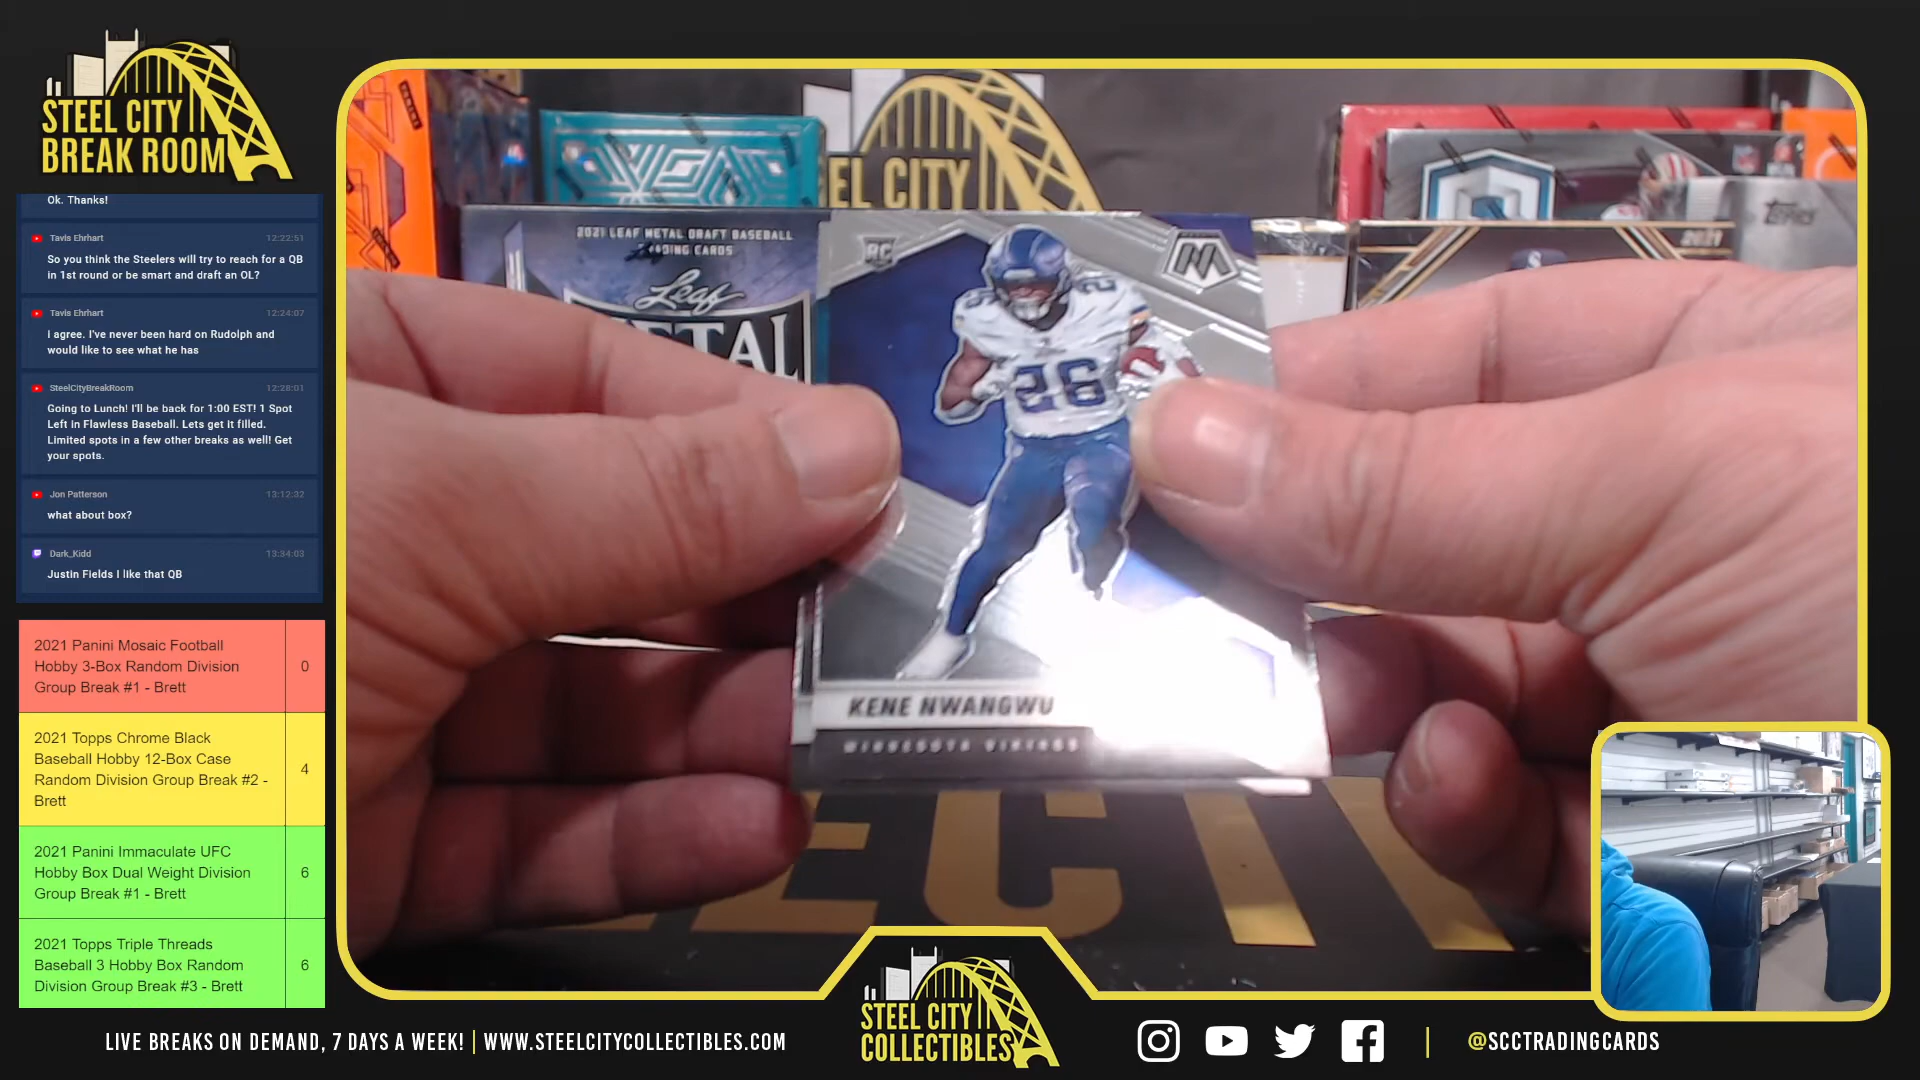 STEEL CITY
BREAK ROOM
Ok. Thanks!
Tavis Ehrhart 12:22:51
So you think the Steelers will try to reach for a QB
in 1st round or be smart and draft an OL?
Tavis Ehrhart 12:24:07
I agree. I've never been hard on Rudolph and
would like to see what he has
SteelCityBreakRoom 12:28:01
Going to Lunch! I'll be back for 1:00 EST! 1 Spot
Left in Flawless Baseball. Lets get it filled.
Limited spots in a few other breaks as well! Get
your spots.
Jon Patterson 13:12:32
what about box?
Dark_Kidd 13:34:03
Justin Fields I like that QB
2021 Panini Mosaic Football
Hobby 3-Box Random Division
Group Break #1 - Brett
0
2021 Topps Chrome Black
Baseball Hobby 12-Box Case
Random Division Group Break #2 -
Brett
4
2021 Panini Immaculate UFC
Hobby Box Dual Weight Division
Group Break #1 - Brett
6
2021 Topps Triple Threads
Baseball 3 Hobby Box Random
Division Group Break #3 - Brett
6
EL CITY
2021 LEAF METAL DRAFT BASEBALL
Leaf
TAL
RC
M
26
26
2021
topps
S
KENE NWANGWU
MINNESOTA VIKINGS
ECTI
STEEL CITY
COLLECTIBLES
LIVE BREAKS ON DEMAND, 7 DAYS A WEEK! | WWW.STEELCITYCOLLECTIBLES.COM
| @SCCTRADINGCARDS